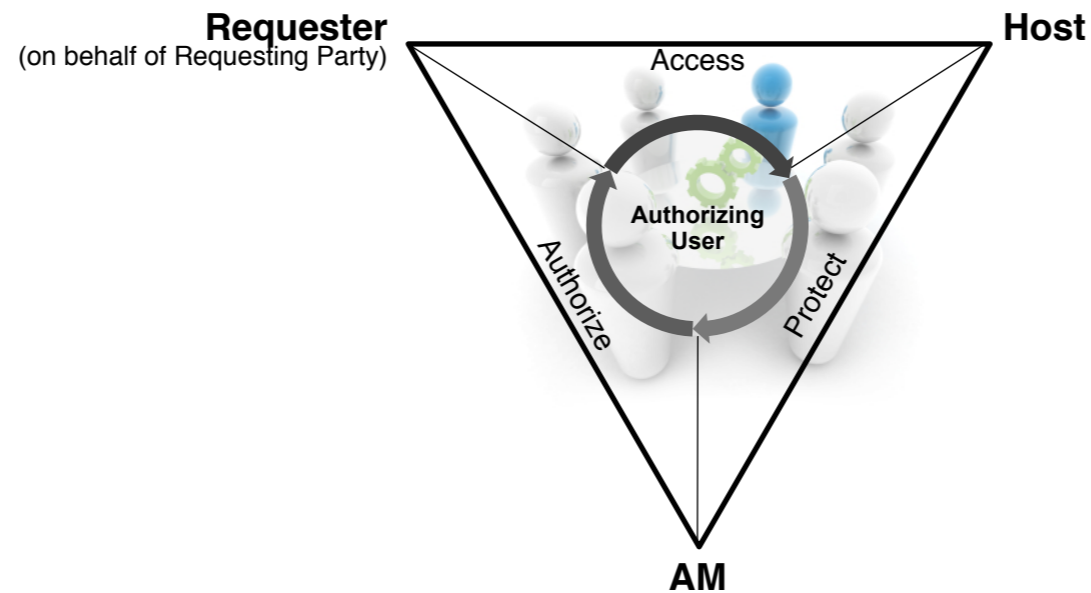 Requester
(on behalf of Requesting Party)
Host
Access
Authorizing
User
Authorize
Protect
AM